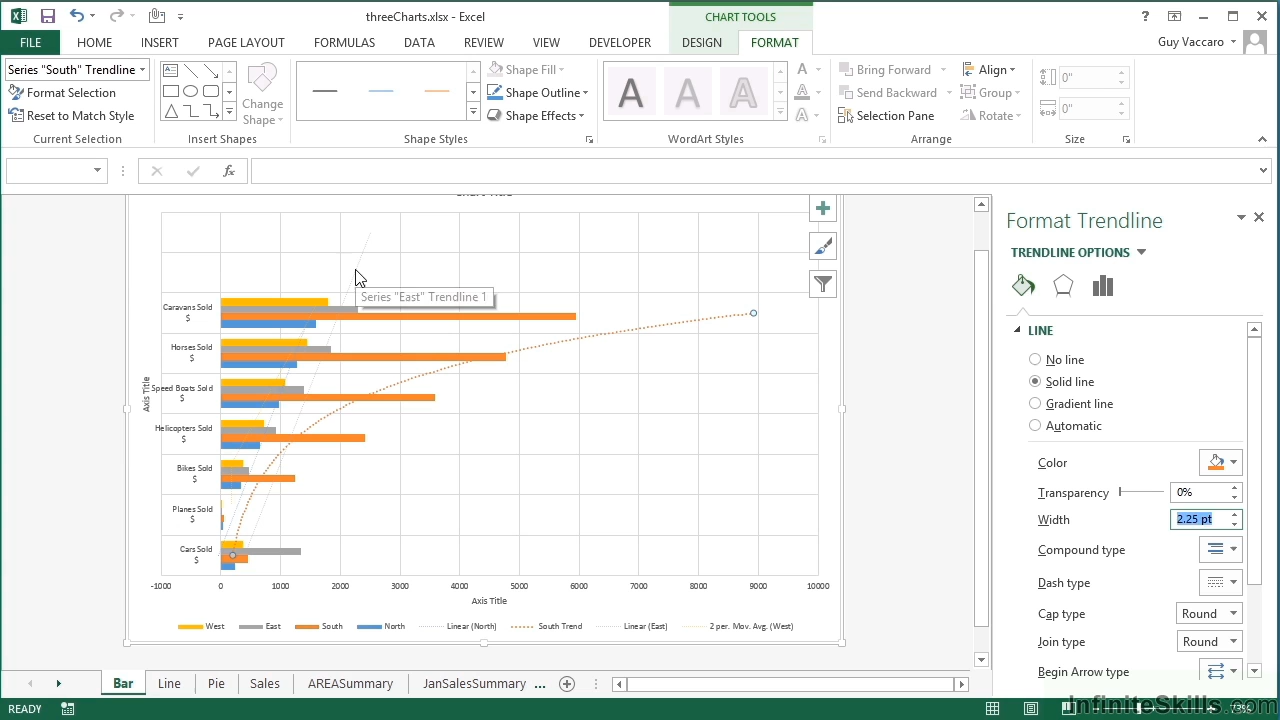 threeCharts.xlsx - Excel
CHART TOOLS
?
FILE
HOME
INSERT
PAGE LAYOUT
FORMULAS
DATA
REVIEW
VIEW
DEVELOPER
DESIGN
FORMAT
Guy Vaccaro
Series "South" Trendline
Format Selection
Reset to Match Style
Current Selection
Change
Shape
Insert Shapes
Shape Fill
Shape Outline
Shape Effects
Shape Styles
A A A
WordArt Styles
Bring Forward
Send Backward
Selection Pane
Align
Group
Rotate
Arrange
0"
0"
Size
fx
Chart Title
Series "East" Trendline 1
Caravans Sold
$
Horses Sold
$
Speed Boats Sold
$
Helicopters Sold
$
Bikes Sold
$
Planes Sold
$
Cars Sold
$
Axis Title
-1000 0 1000 2000 3000 4000 5000 6000 7000 8000 9000 10000
Axis Title
West East South North Linear (North) South Trend Linear (East) 2 per. Mov. Avg. (West)
Format Trendline
TRENDLINE OPTIONS
LINE
No line
Solid line
Gradient line
Automatic
Color
Transparency 0%
Width 2.25 pt
Compound type
Dash type
Cap type Round
Join type Round
Begin Arrow type
Bar Line Pie Sales AREASummary JanSalesSummary ...
READY
InfiniteSkills.com
73%